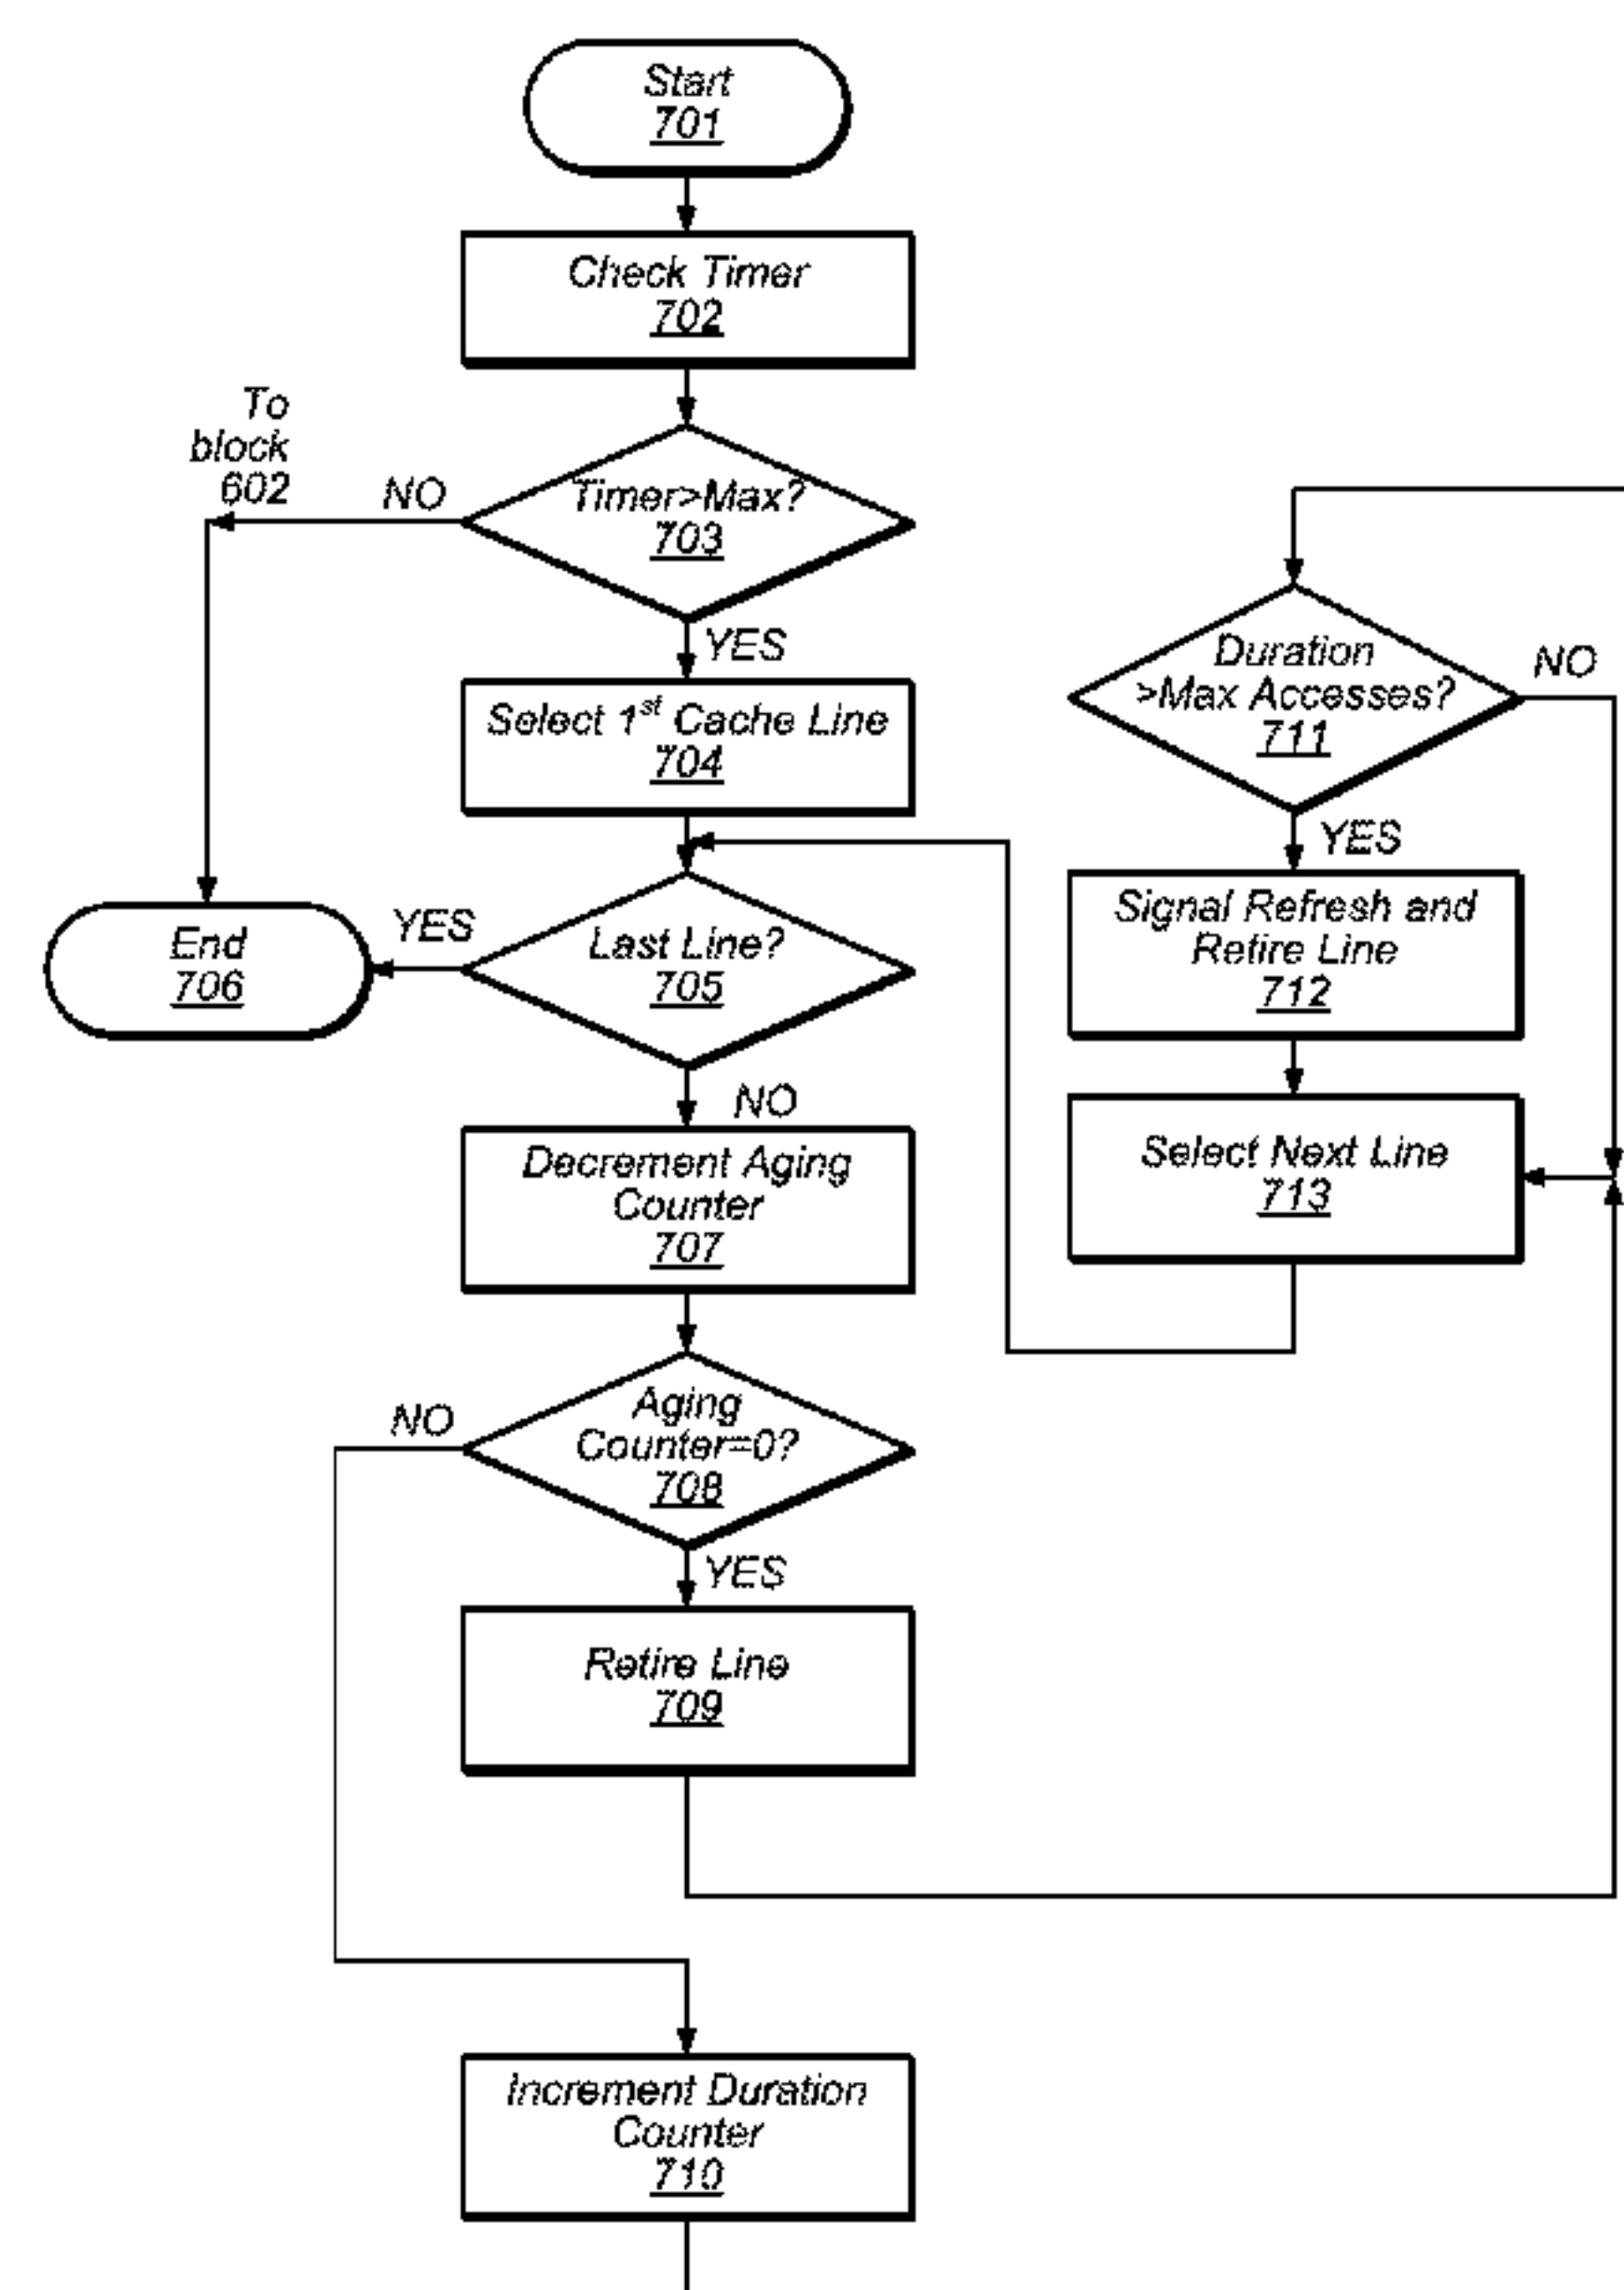 Start
701
Check Timer
702
To
block
602
NO
Timer>Max?
703
YES
Select 1st Cache Line
704
YES
Last Line?
705
End
706
NO
Decrement Aging
Counter
707
NO
Aging
Counter=0?
708
YES
Retire Line
709
Increment Duration
Counter
710
Duration
>Max Accesses?
711
NO
YES
Signal Refresh and
Retire Line
712
Select Next Line
713